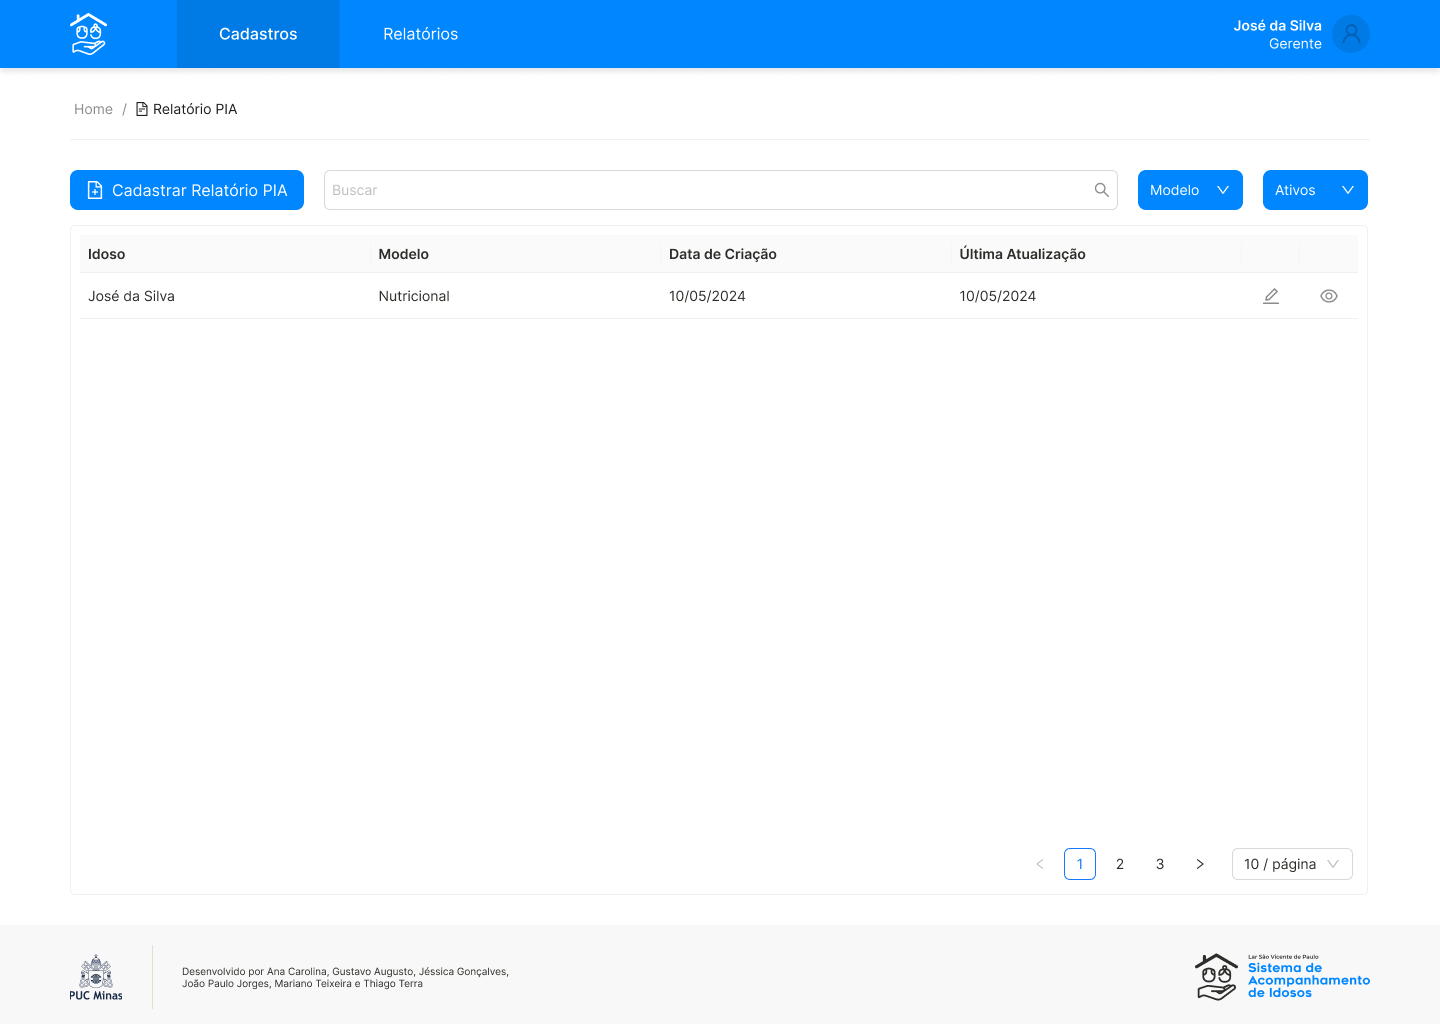 Cadastros
Relatórios
José da Silva
Gerente
Home / Relatório PIA
Cadastrar Relatório PIA
Buscar
Modelo
Ativos
Idoso Modelo Data de Criação Última Atualização
José da Silva Nutricional 10/05/2024 10/05/2024
1 2 3
10 / página
PUC Minas
Desenvolvido por Ana Carolina, Gustavo Augusto, Jéssica Gonçalves,
João Paulo Jorges, Mariano Teixeira e Thiago Terra
Lar São Vicente de Paulo
Sistema de
Acompanhamento
de Idosos